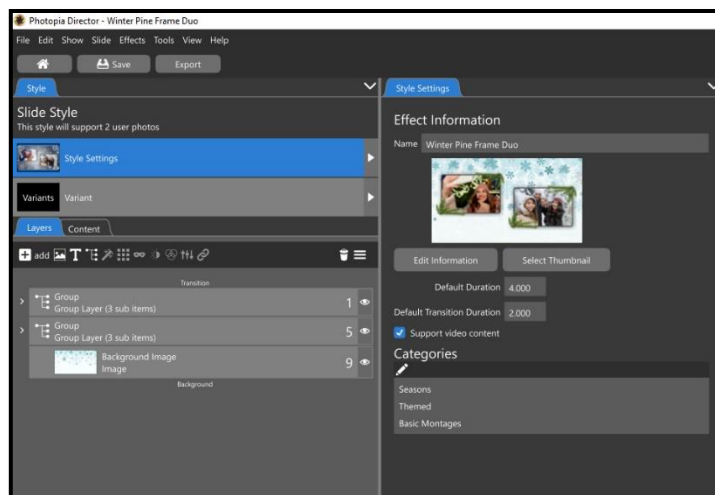 Photopia Director - Winter Pine Frame Duo
File Edit Show Slide Effects Tools View Help
Save Export
Style
Slide Style
This style will support 2 user photos
Style Settings
Variants Variant
Layers Content
add
Transition
Group
Group Layer (3 sub items)
1
Group
Group Layer (3 sub items)
5
Background Image
Image
9
Background
Style Settings
Effect Information
Name Winter Pine Frame Duo
Edit Information Select Thumbnail
Default Duration 4.000
Default Transition Duration 2.000
Support video content
Categories
Seasons
Themed
Basic Montages